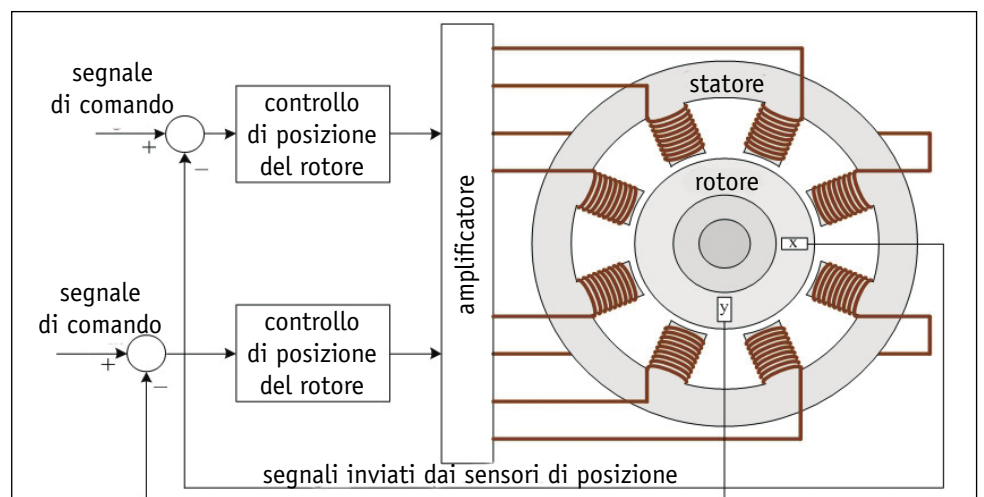 segnale
di comando
+
−
controllo
di posizione
del rotore
segnale
di comando
+
−
controllo
di posizione
del rotore
amplificatore
statore
rotore
x
y
segnali inviati dai sensori di posizione